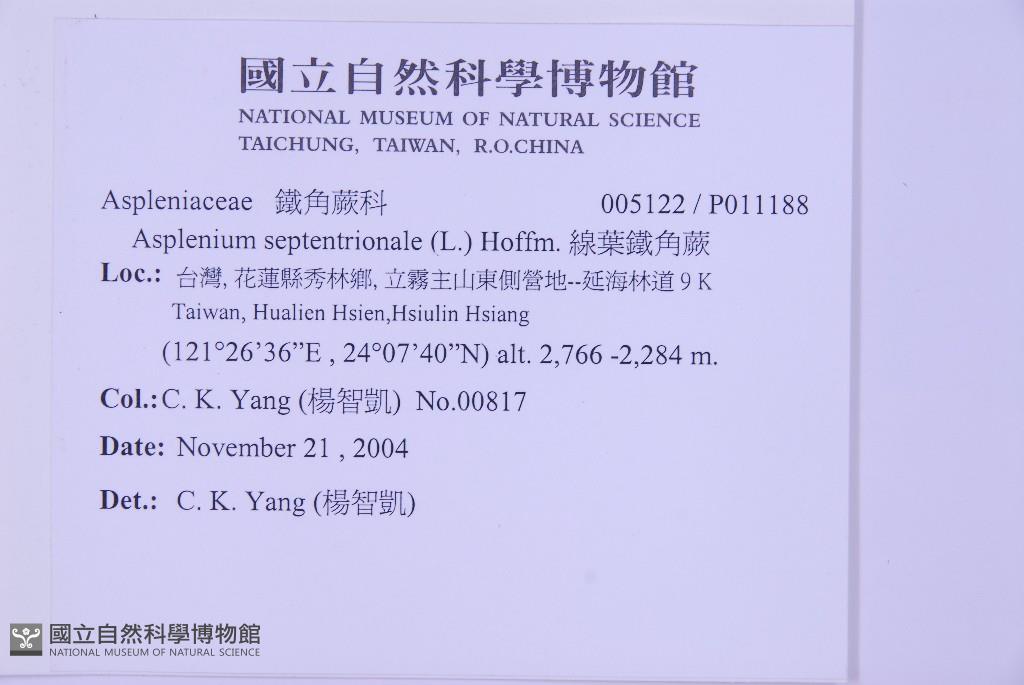 國立自然科學博物館
NATIONAL MUSEUM OF NATURAL SCIENCE
TAICHUNG, TAIWAN, R.O.CHINA
Aspleniaceae 鐵角蕨科 005122 / P011188
Asplenium septentrionale (L.) Hoffm. 線葉鐵角蕨
Loc.: 台灣, 花蓮縣秀林鄉, 立霧主山東側營地--延海林道 9 K
Taiwan, Hualien Hsien,Hsiulin Hsiang
(121°26’36”E , 24°07’40”N) alt. 2,766 -2,284 m.
Col.: C. K. Yang (楊智凱) No.00817
Date: November 21 , 2004
Det.: C. K. Yang (楊智凱)
國立自然科學博物館
NATIONAL MUSEUM OF NATURAL SCIENCE